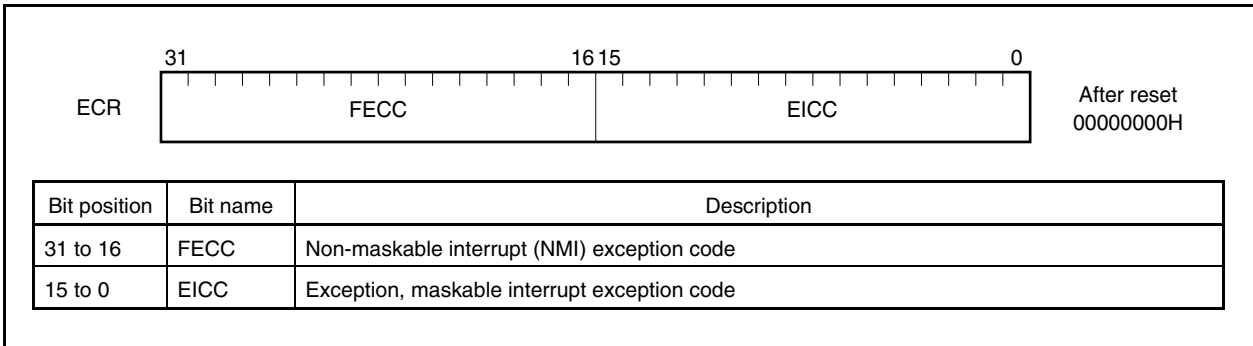 31 16 15 0
ECR FECC EICC After reset
00000000H
Bit position Bit name Description
31 to 16 FECC Non-maskable interrupt (NMI) exception code
15 to 0 EICC Exception, maskable interrupt exception code